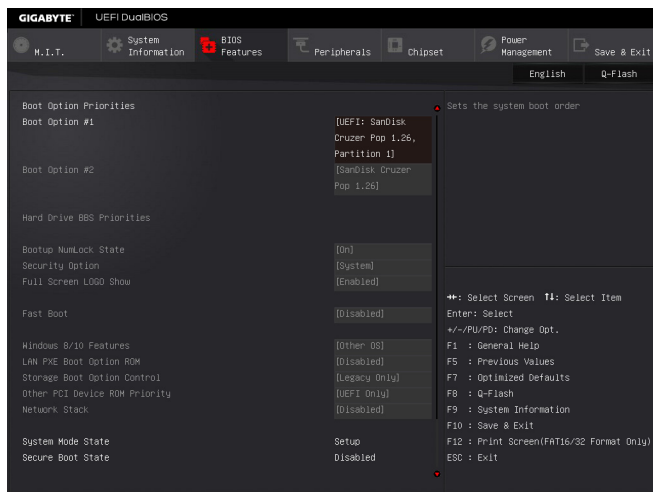 GIGABYTE™ UEFI DualBIOS
M.I.T.
System
Information
BIOS
Features
Peripherals
Chipset
Power
Management
Save & Exit
English Q-Flash
Boot Option Priorities
Boot Option #1 [UEFI: SanDisk
Cruzer Pop 1.26,
Partition 1]
Boot Option #2 [SanDisk Cruzer
Pop 1.26]
Hard Drive BBS Priorities
Bootup NumLock State [On]
Security Option [System]
Full Screen LOGO Show [Enabled]
Fast Boot [Disabled]
Windows 8/10 Features [Other OS]
LAN PXE Boot Option ROM [Disabled]
Storage Boot Option Control [Legacy Only]
Other PCI Device ROM Priority [UEFI Only]
Network Stack [Disabled]
System Mode State Setup
Secure Boot State Disabled
Sets the system boot order
→←: Select Screen ↑↓: Select Item
Enter: Select
+/-/PU/PD: Change Opt.
F1 : General Help
F5 : Previous Values
F7 : Optimized Defaults
F8 : Q-Flash
F9 : System Information
F10 : Save & Exit
F12 : Print Screen(FAT16/32 Format Only)
ESC : Exit